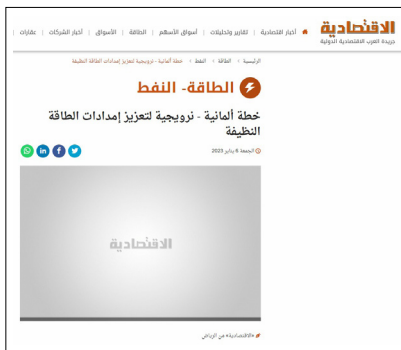 الاقتصادية
جريدة العرب الاقتصادية الدولية
أخبار اقتصادية | تقارير وتحليلات | أسواق الأسهم | الطاقة | الأسواق | أخبار الشركات | عقارات |
الرئيسية > الطاقة > النفط > خطة ألمانية - نرويجية لتعزيز إمدادات الطاقة النظيفة
الطاقة- النفط
خطة ألمانية - نرويجية لتعزيز إمدادات الطاقة
النظيفة
الجمعة 6 يناير 2023
الاقتصادية
«الاقتصادية» من الرياض